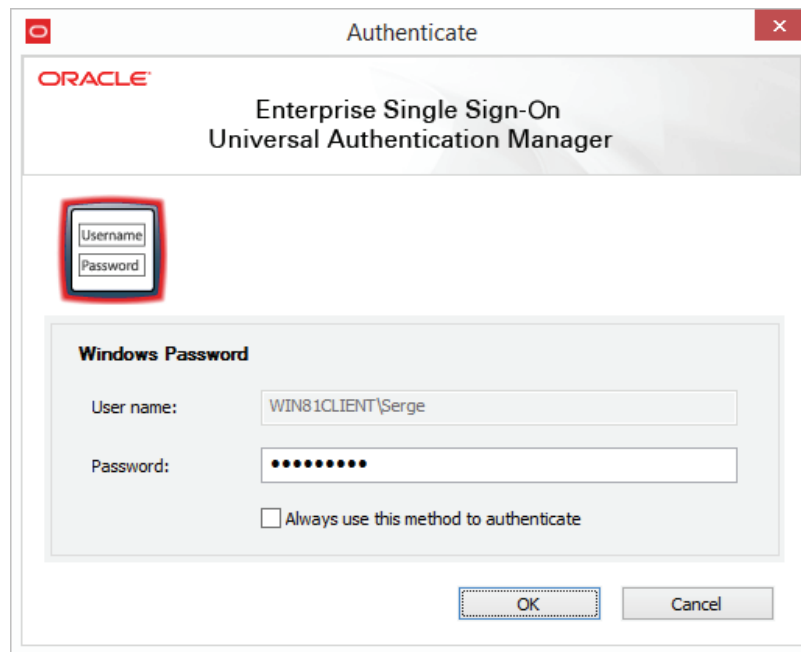 Authenticate
ORACLE
Enterprise Single Sign-On
Universal Authentication Manager
Username
Password
Windows Password
User name: WIN81CLIENT\Serge
Password: •••••••••
Always use this method to authenticate
OK Cancel